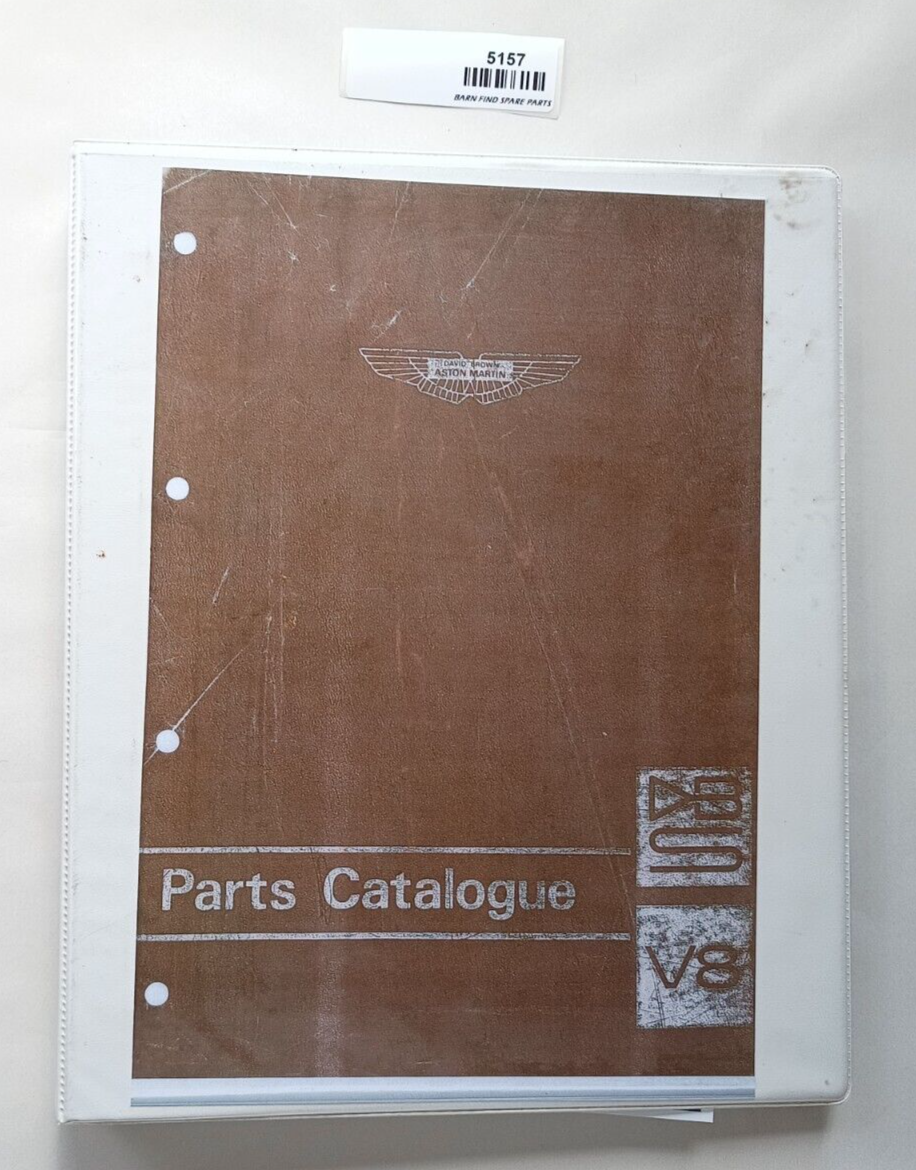 5157
BARN FIND SPARE PARTS
DAVID BROWN
ASTON MARTIN
DBS
Parts Catalogue
V8